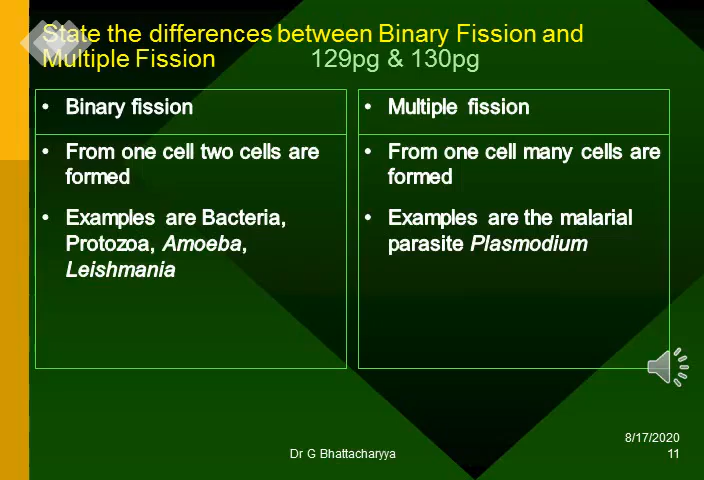 State the differences between Binary Fission and
Multiple Fission 129pg & 130pg
• Binary fission
• From one cell two cells are
formed
• Examples are Bacteria,
Protozoa, Amoeba,
Leishmania
• Multiple fission
• From one cell many cells are
formed
• Examples are the malarial
parasite Plasmodium
8/17/2020
Dr G Bhattacharyya 11